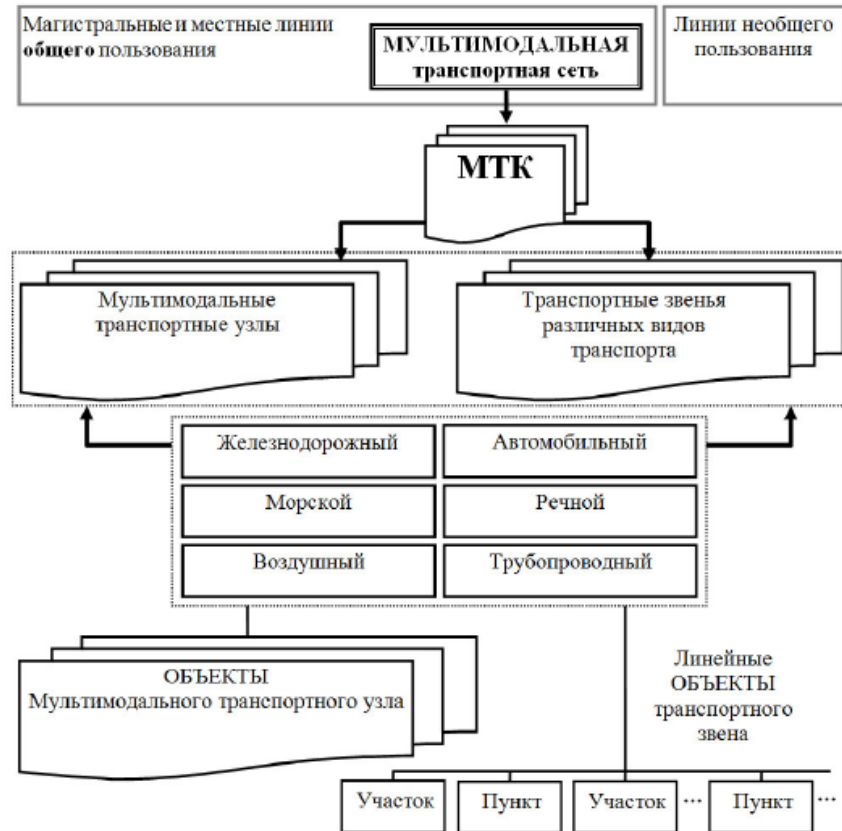 Магистральные и местные линии
общего пользования
МУЛЬТИМОДАЛЬНАЯ
транспортная сеть
Линии необщего
пользования
МТК
Мультимодальные
транспортные узлы
Транспортные звенья
различных видов
транспорта
Железнодорожный
Автомобильный
Морской
Речной
Воздушный
Трубопроводный
ОБЪЕКТЫ
Мультимодального транспортного узла
Линейные
ОБЪЕКТЫ
транспортного
звена
Участок
Пункт
Участок
...
Пункт
...